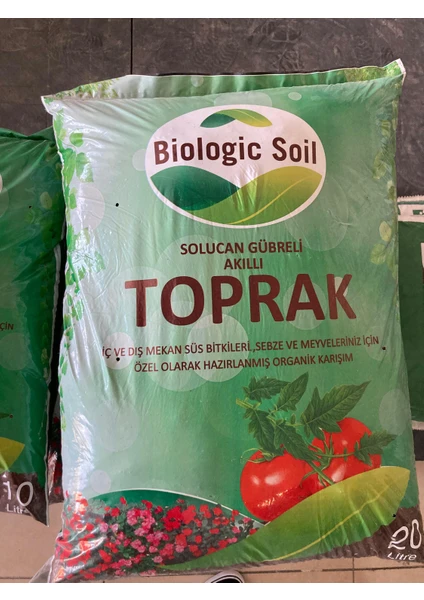 Biologic Soil
SOLUCAN GÜBRELİ
AKILLI
TOPRAK
İÇ VE DIŞ MEKAN SÜS BİTKİLERİ ,SEBZE VE MEYVELERİNİZ İÇİN
ÖZEL OLARAK HAZIRLANMIŞ ORGANİK KARIŞIM
20
Litre
İÇİN
10
Litre